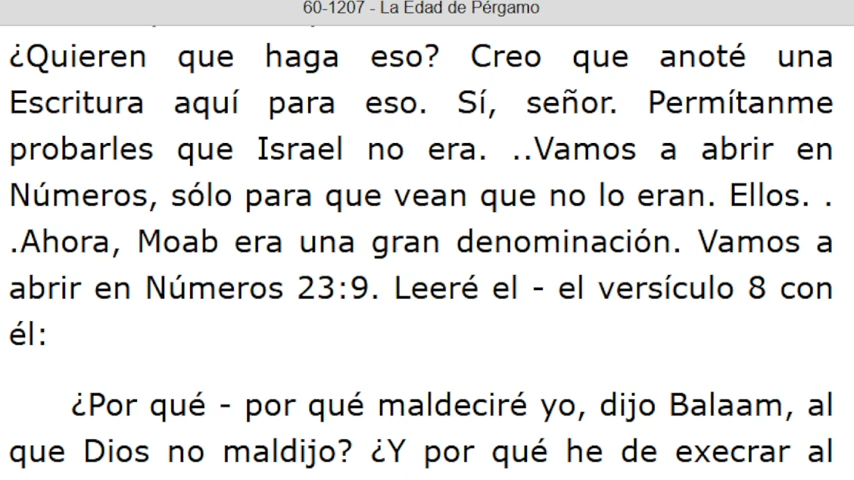 60-1207 - La Edad de Pérgamo
¿Quieren que haga eso? Creo que anoté una
Escritura aquí para eso. Sí, señor. Permítanme
probarles que Israel no era. ..Vamos a abrir en
Números, sólo para que vean que no lo eran. Ellos. .
.Ahora, Moab era una gran denominación. Vamos a
abrir en Números 23:9. Leeré el - el versículo 8 con
él:
¿Por qué - por qué maldeciré yo, dijo Balaam, al
que Dios no maldijo? ¿Y por qué he de execrar al